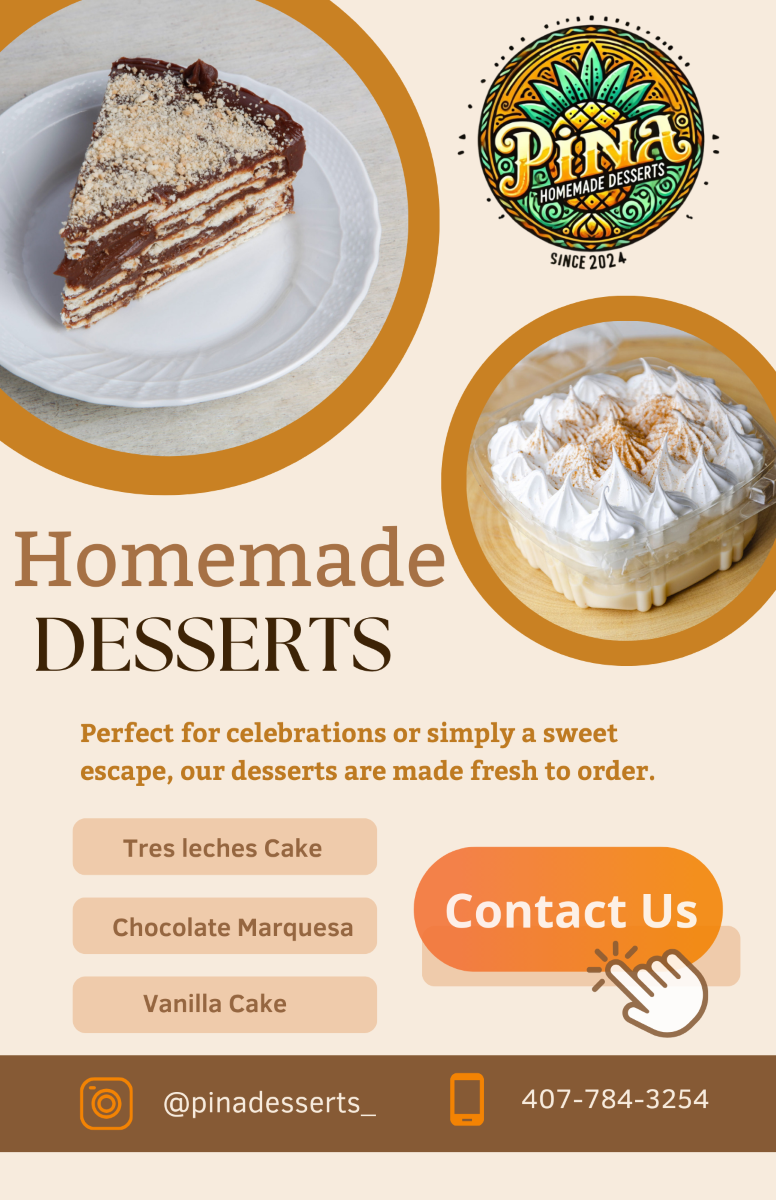 PiNA
HOMEMADE DESSERTS
SINCE 2024
Homemade
DESSERTS
Perfect for celebrations or simply a sweet
escape, our desserts are made fresh to order.
Tres leches Cake
Chocolate Marquesa
Vanilla Cake
Contact Us
@pinadesserts_
407-784-3254